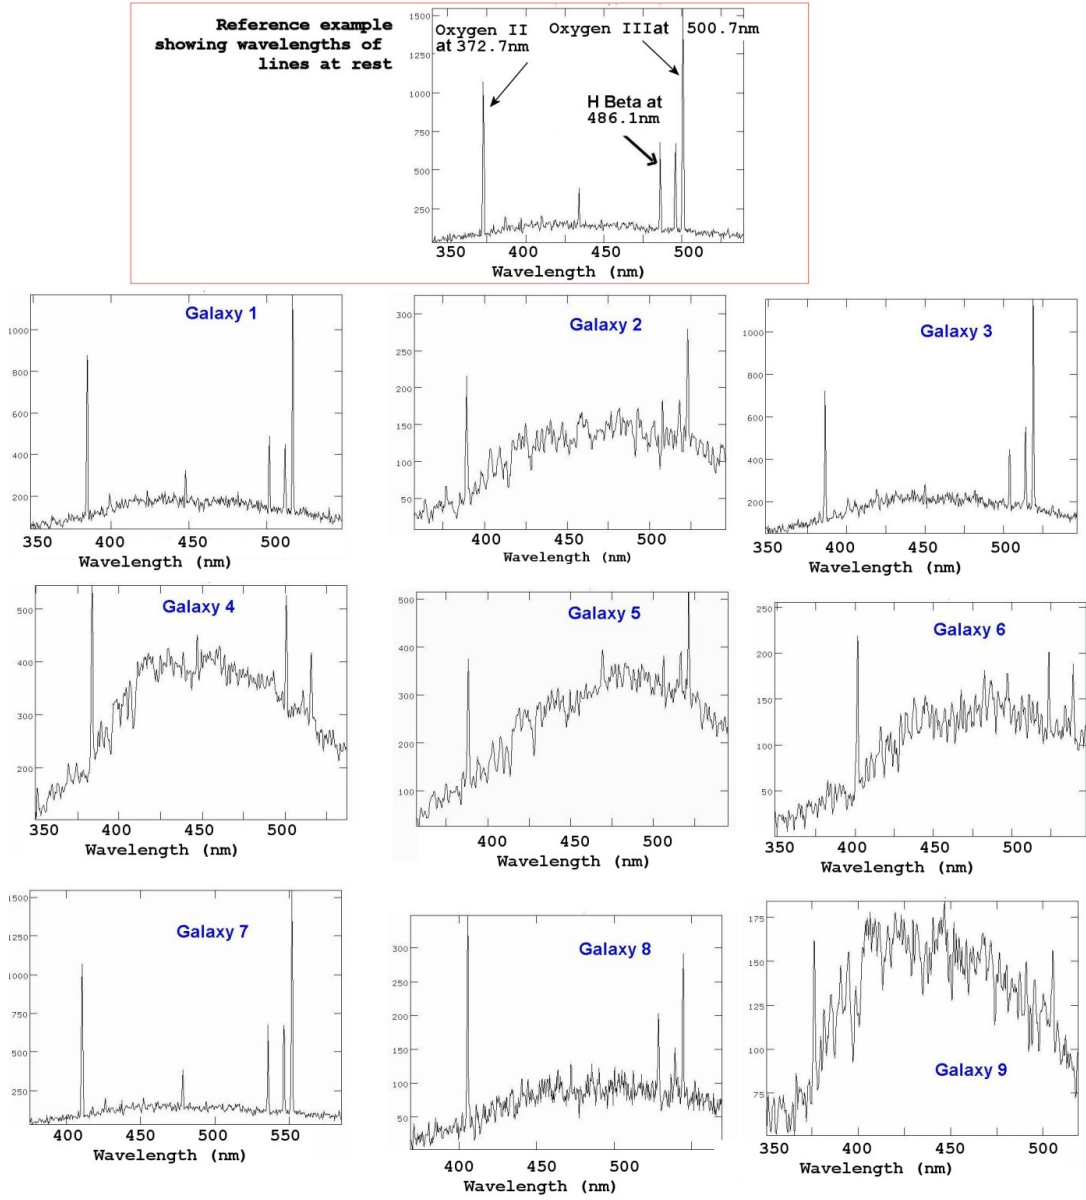 Reference example
showing wavelengths of
lines at rest
Oxygen II
at 372.7nm
Oxygen IIIat 500.7nm
H Beta at
486.1nm
1500
1250
1000
750
500
250
350 400 450 500
Wavelength (nm)
Galaxy 1
1000
800
600
400
200
350 400 450 500
Wavelength (nm)
Galaxy 2
300
250
200
150
100
50
400 450 500
Wavelength (nm)
Galaxy 3
1000
800
600
400
200
350 400 450 500
Wavelength (nm)
Galaxy 4
500
400
300
200
350 400 450 500
Wavelength (nm)
Galaxy 5
500
400
300
200
100
400 450 500
Wavelength (nm)
Galaxy 6
250
200
150
100
50
350 400 450 500
Wavelength (nm)
Galaxy 7
1500
1250
1000
750
500
250
400 450 500 550
Wavelength (nm)
Galaxy 8
300
250
200
150
100
50
400 450 500
Wavelength (nm)
Galaxy 9
175
150
125
100
75
350 400 450 500
Wavelength (nm)